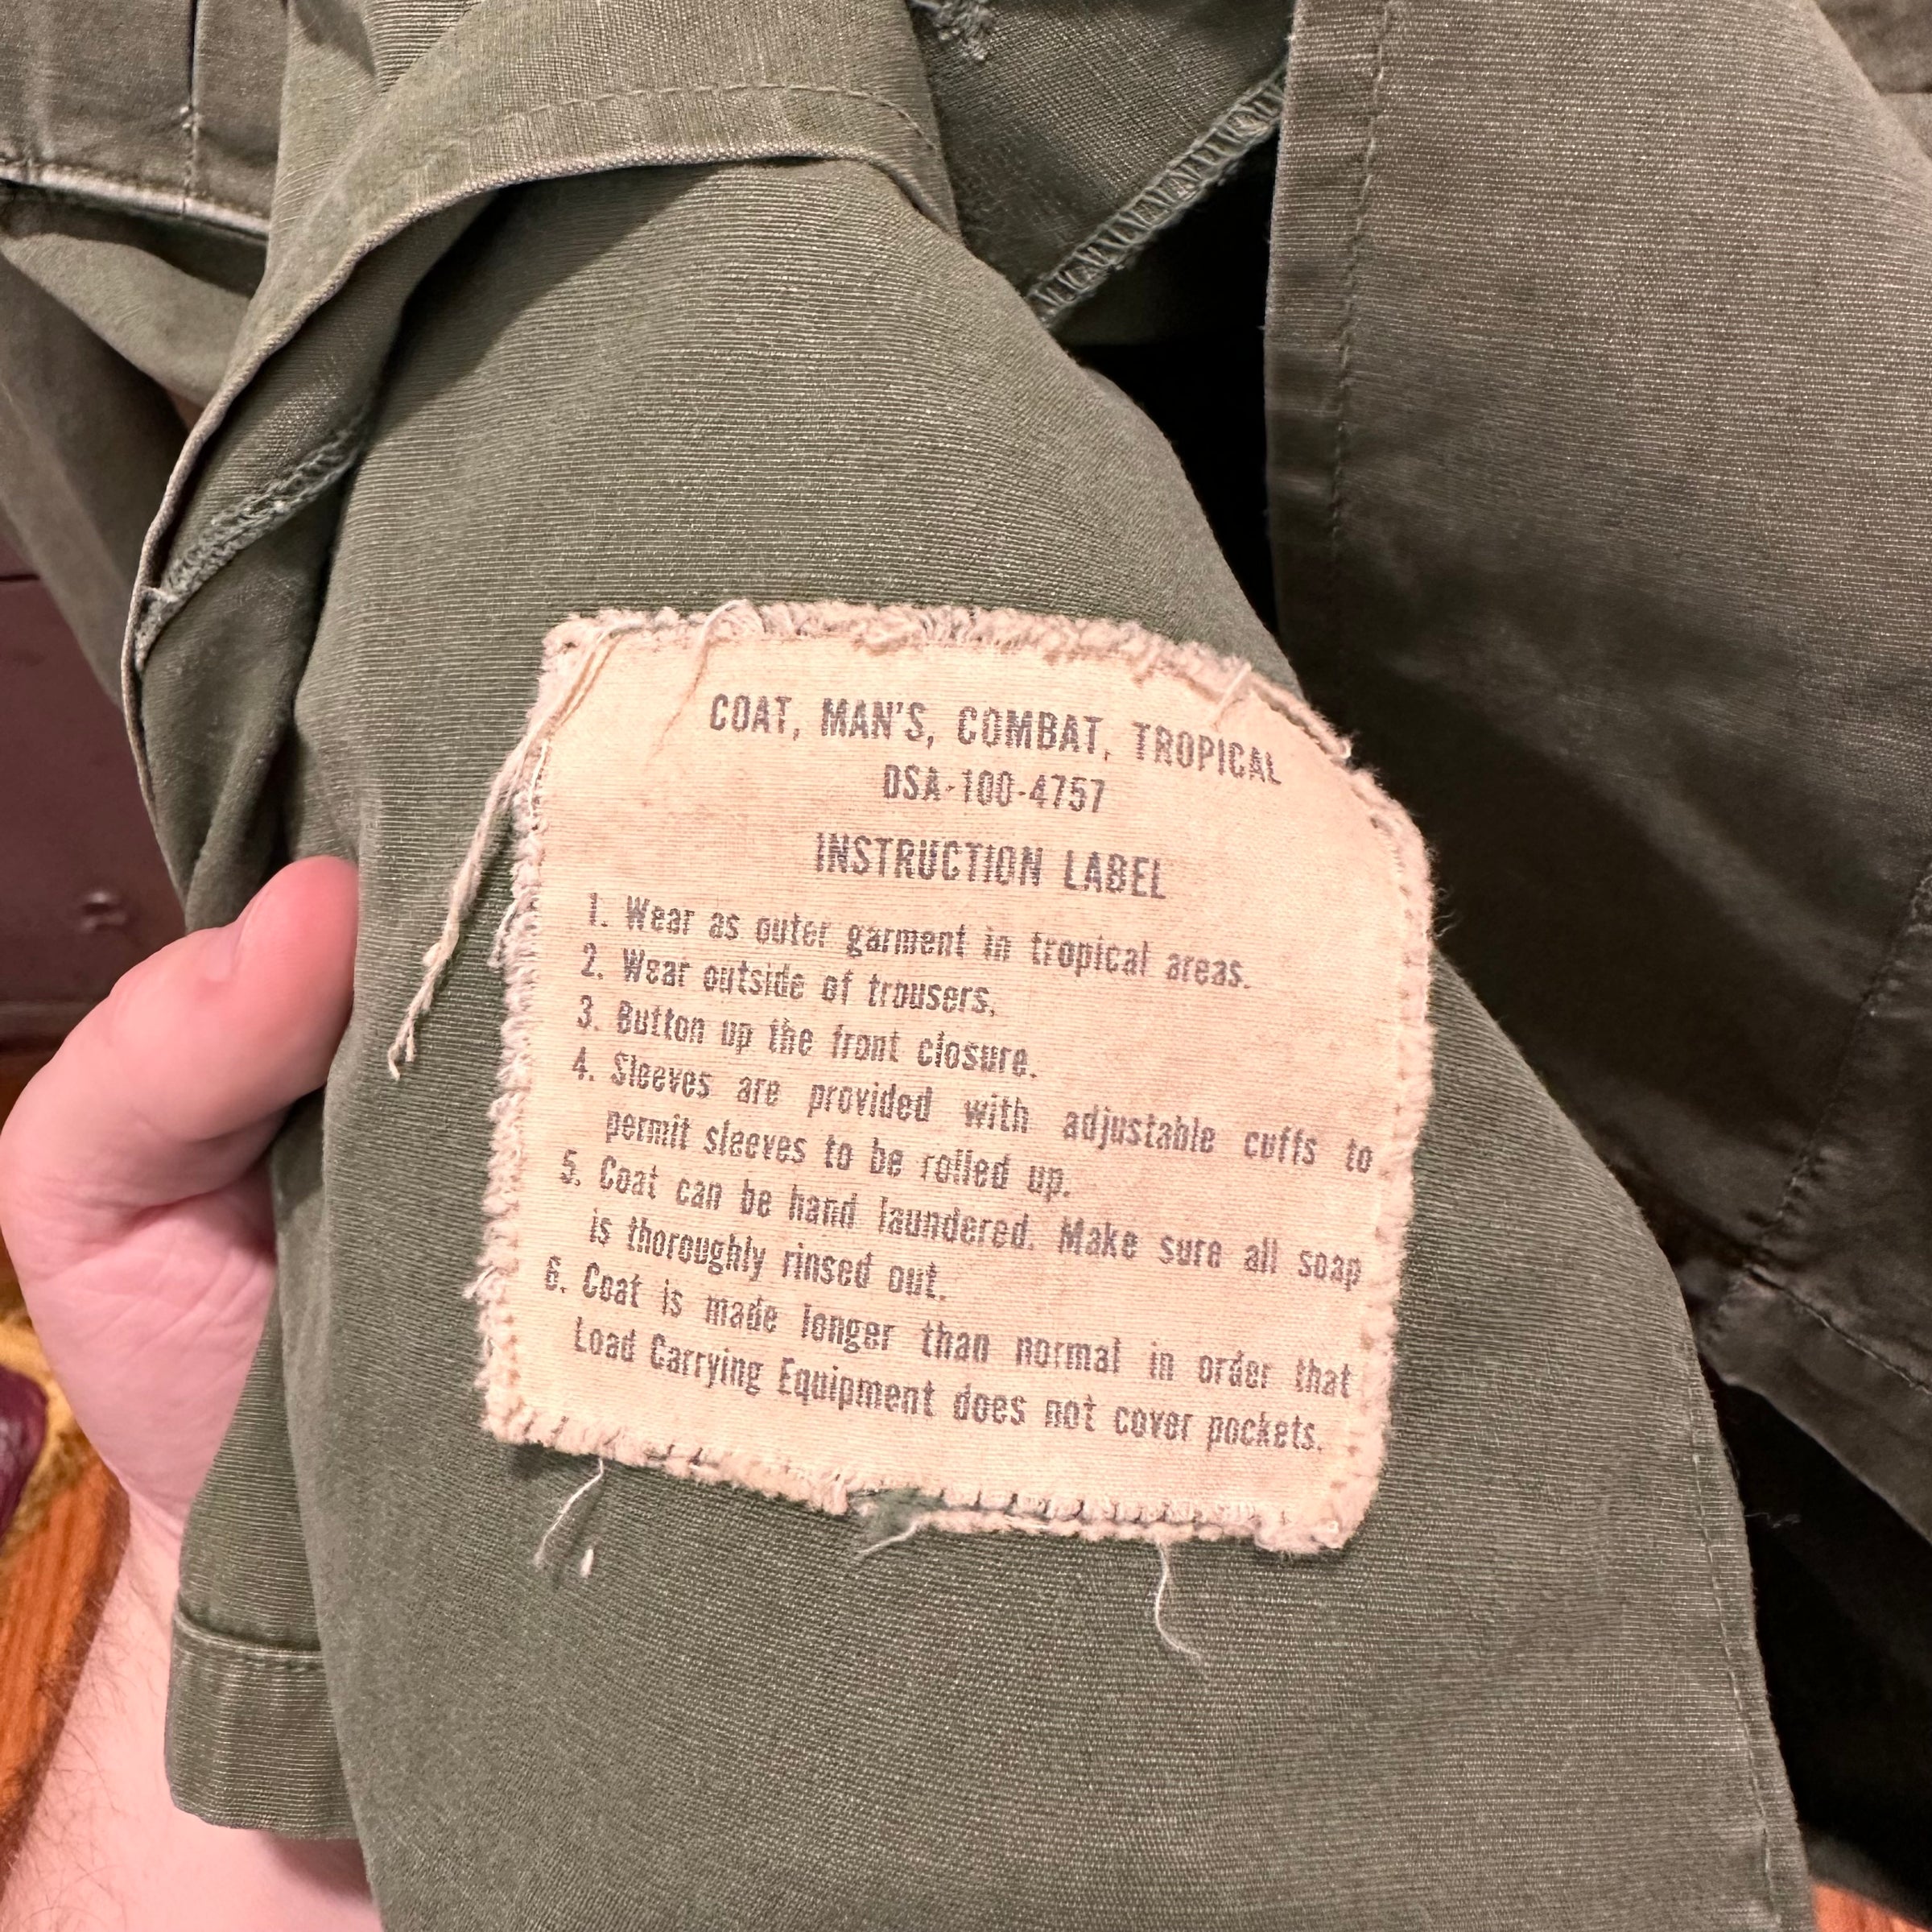 COAT, MAN'S, COMBAT, TROPICAL
DSA-100-4757
INSTRUCTION LABEL
1. Wear as outer garment in tropical areas.
2. Wear outside of trousers.
3. Button up the front closure.
4. Sleeves are provided with adjustable cuffs to
permit sleeves to be rolled up.
5. Coat can be hand laundered. Make sure all soap
is thoroughly rinsed out.
6. Coat is made longer than normal in order that
Load Carrying Equipment does not cover pockets.